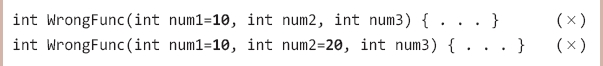 int WrongFunc(int num1=10, int num2, int num3) { . . . } (×)
int WrongFunc(int num1=10, int num2=20, int num3) { . . . } (×)